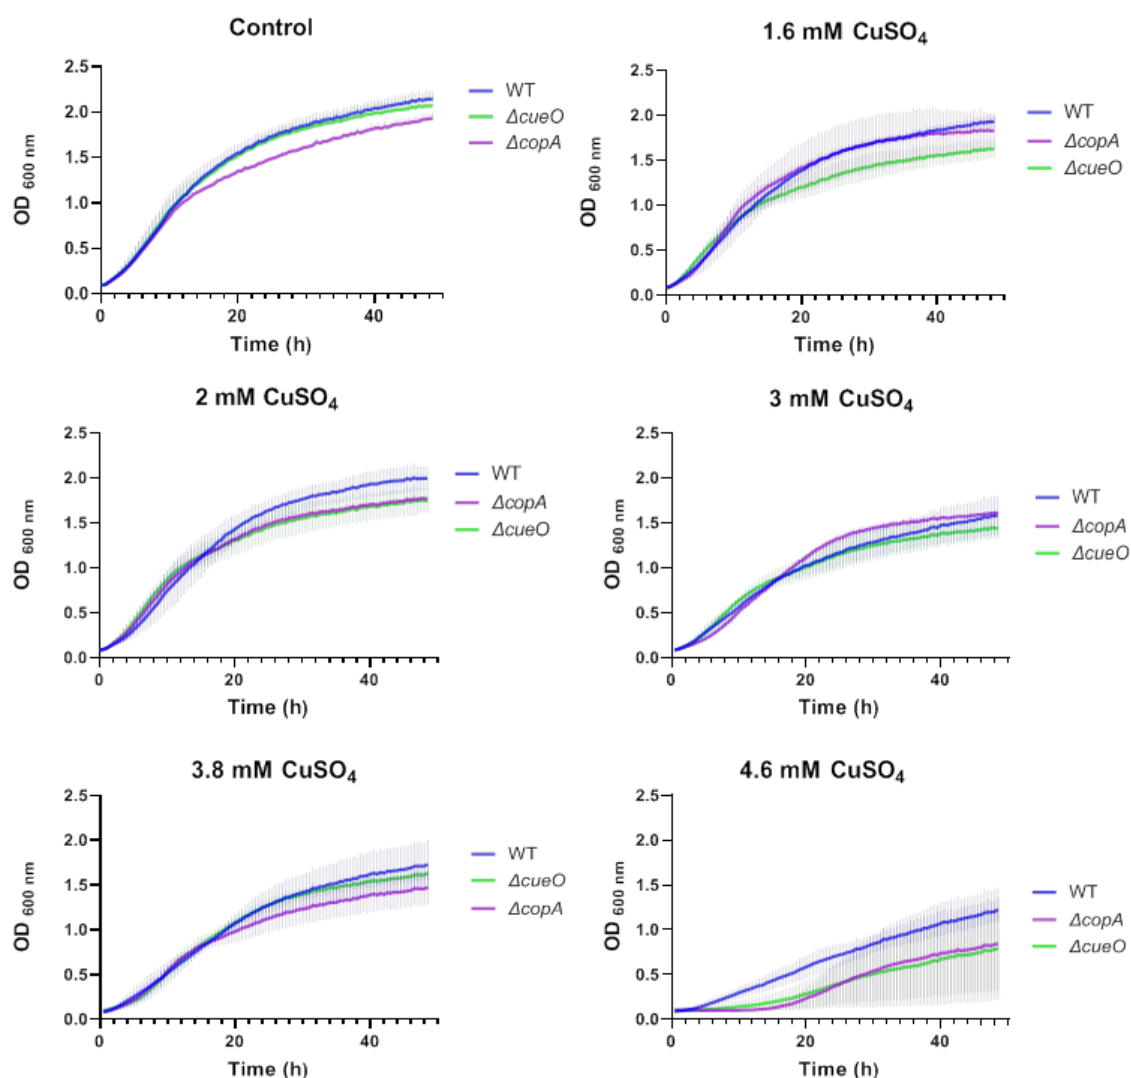 Control
2.5
2.0
1.5
1.0
0.5
0.0
OD 600 nm
0 20 40
Time (h)
WT
ΔcueO
ΔcopA
1.6 mM CuSO₄
2.5
2.0
1.5
1.0
0.5
0.0
OD 600 nm
0 20 40
Time (h)
WT
ΔcopA
ΔcueO
2 mM CuSO₄
2.5
2.0
1.5
1.0
0.5
0.0
OD 600 nm
0 20 40
Time (h)
WT
ΔcopA
ΔcueO
3 mM CuSO₄
2.5
2.0
1.5
1.0
0.5
0.0
OD 600 nm
0 20 40
Time (h)
WT
ΔcopA
ΔcueO
3.8 mM CuSO₄
2.5
2.0
1.5
1.0
0.5
0.0
OD 600 nm
0 20 40
Time (h)
WT
ΔcueO
ΔcopA
4.6 mM CuSO₄
2.5
2.0
1.5
1.0
0.5
0.0
OD 600 nm
0 20 40
Time (h)
WT
ΔcopA
ΔcueO